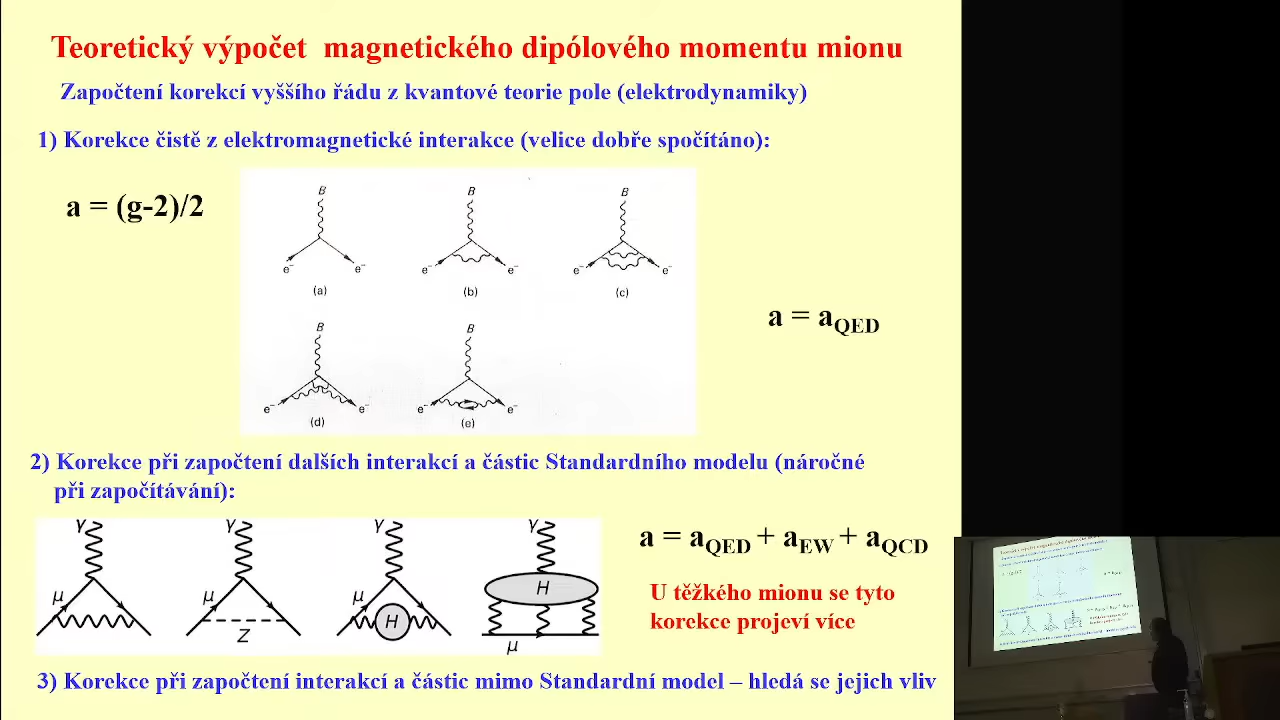 Teoretický výpočet magnetického dipólového momentu mionu
Započtení korekcí vyššího řádu z kvantové teorie pole (elektrodynamiky)
1) Korekce čistě z elektromagnetické interakce (velice dobře spočítáno):
a = (g-2)/2
B B B
e⁻ e⁻ e⁻ e⁻ e⁻ e⁻
(a) (b) (c)
a = aQED
B B
e⁻ e⁻ e⁻ e⁻
(d) (e)
2) Korekce při započtení dalších interakcí a částic Standardního modelu (náročné
při započítávání):
γ γ γ γ
a = aQED + aEW + aQCD
μ μ μ H
U těžkého mionu se tyto
korekce projeví více
Z H μ
3) Korekce při započtení interakcí a částic mimo Standardní model – hledá se jejich vliv